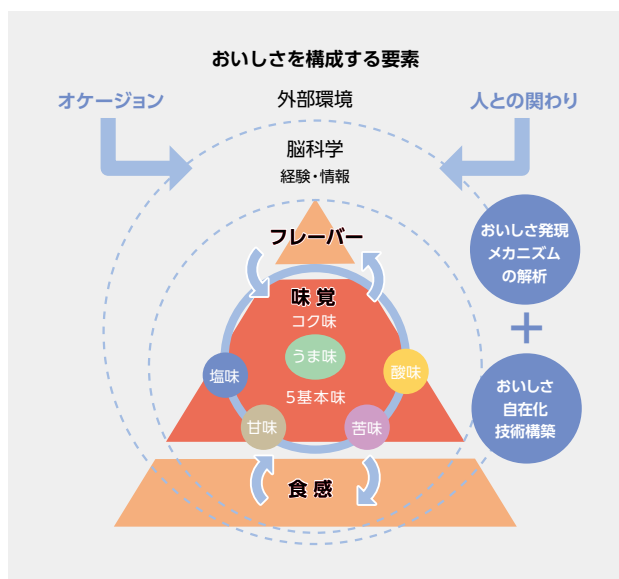 おいしさを構成する要素
オケージョン
外部環境
人との関わり
脳科学
経験・情報
フレーバー
おいしさ発現
メカニズム
の解析
味覚
コク味
うま味
塩味
酸味
5基本味
甘味
苦味
+
おいしさ
自在化
技術構築
食感